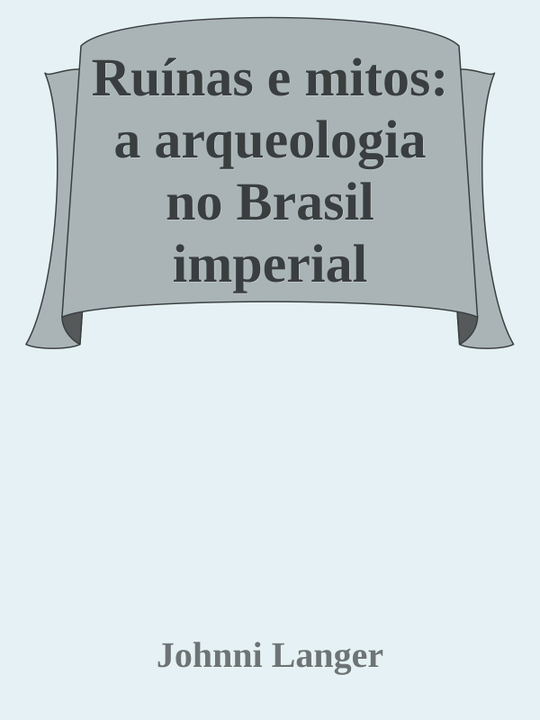 Ruínas e mitos:
a arqueologia
no Brasil
imperial
Johnni Langer